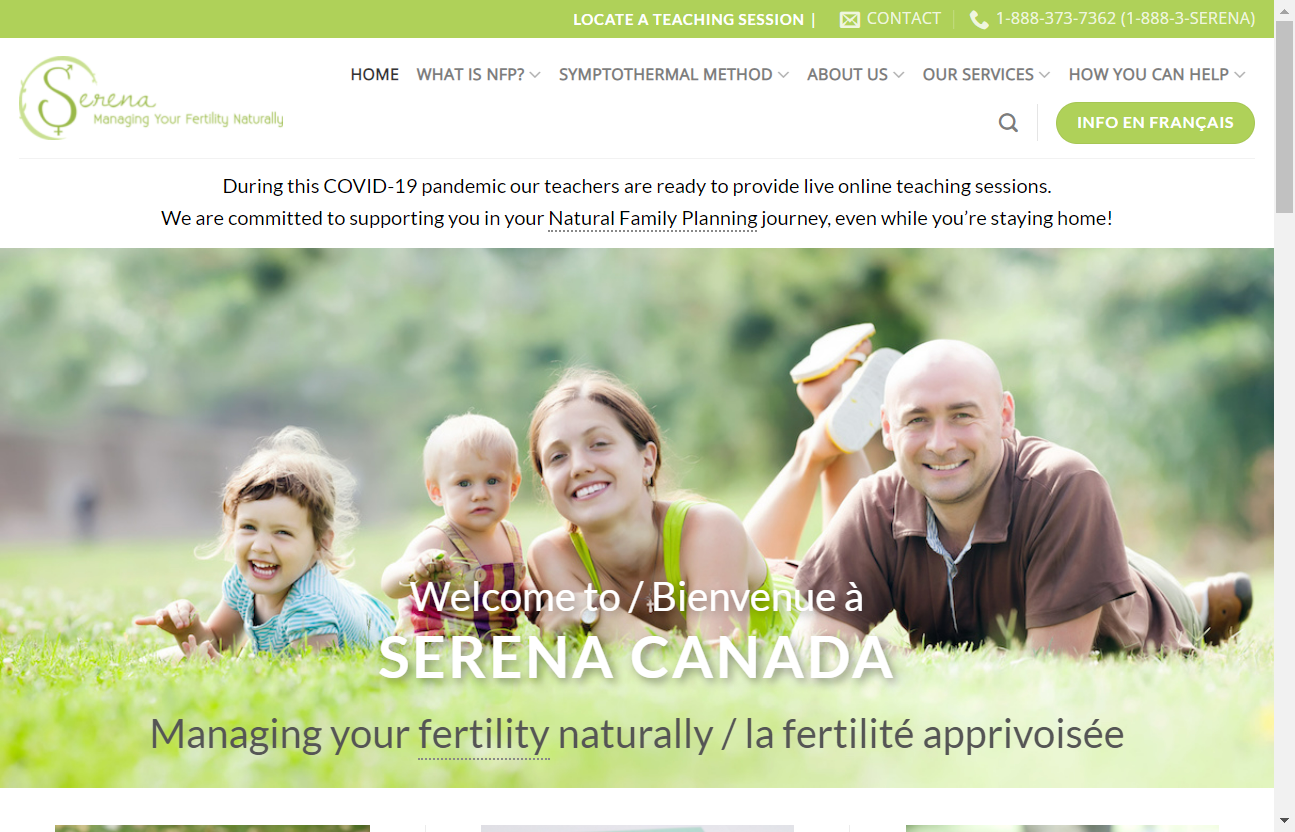 LOCATE A TEACHING SESSION |
CONTACT
1-888-373-7362 (1-888-3-SERENA)
Serena
Managing Your Fertility Naturally
HOME
WHAT IS NFP?
SYMPTOTHERMAL METHOD
ABOUT US
OUR SERVICES
HOW YOU CAN HELP
INFO EN FRANÇAIS
During this COVID-19 pandemic our teachers are ready to provide live online teaching sessions.
We are committed to supporting you in your Natural Family Planning journey, even while you’re staying home!
Welcome to / Bienvenue à
SERENA CANADA
Managing your fertility naturally / la fertilité apprivoisée